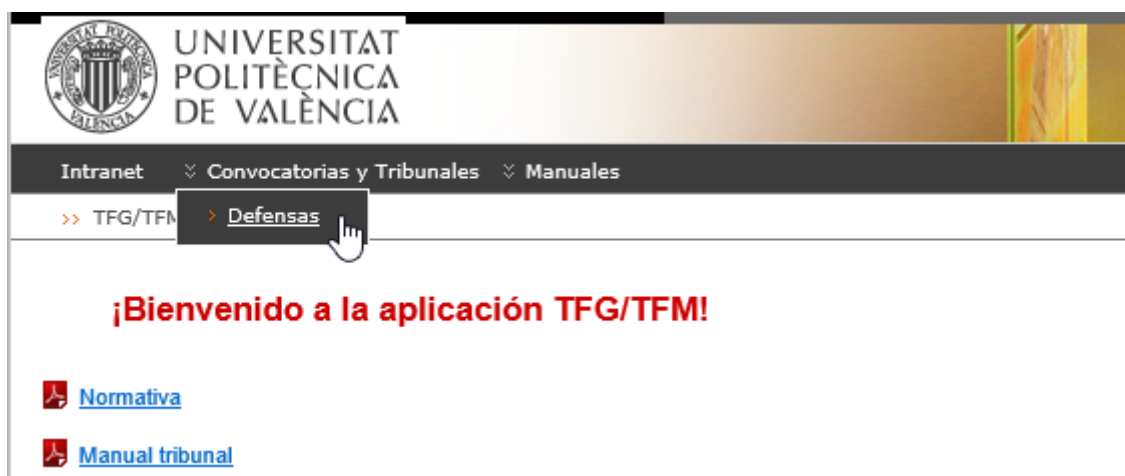 UNIVERSITAT
POLITÈCNICA
DE VALÈNCIA
Intranet Convocatorias y Tribunales Manuales
>> TFG/TFM > Defensas
¡Bienvenido a la aplicación TFG/TFM!
Normativa
Manual tribunal